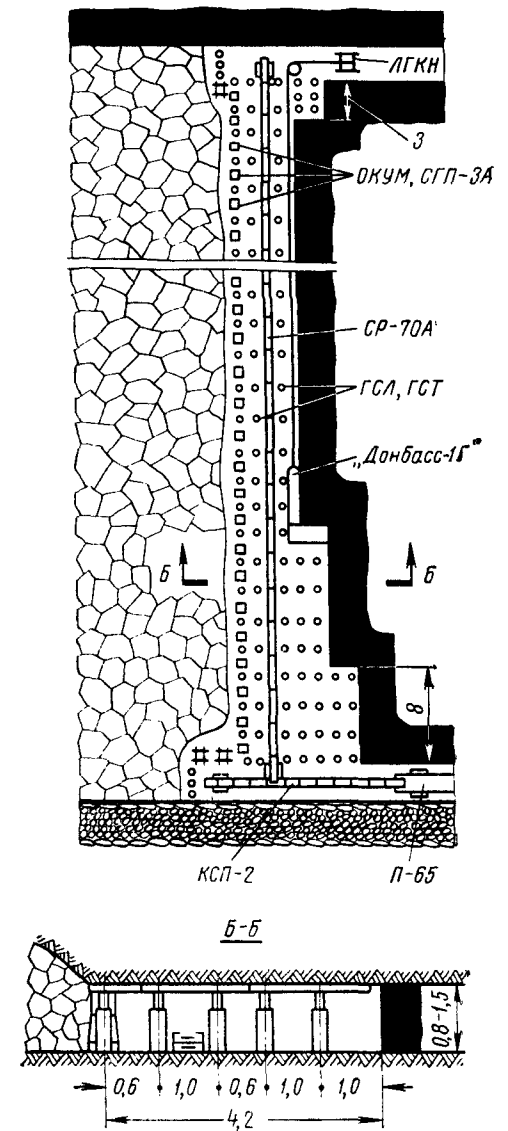 ЛГКН
3
ОКУМ, СГП-3А
СР-70А
ГСЛ, ГСТ
„Донбасс-1Г"
Б Б
8
КСП-2 П-65
Б-Б
0,8-1,5
0,6 1,0 0,6 1,0 1,0
4,2